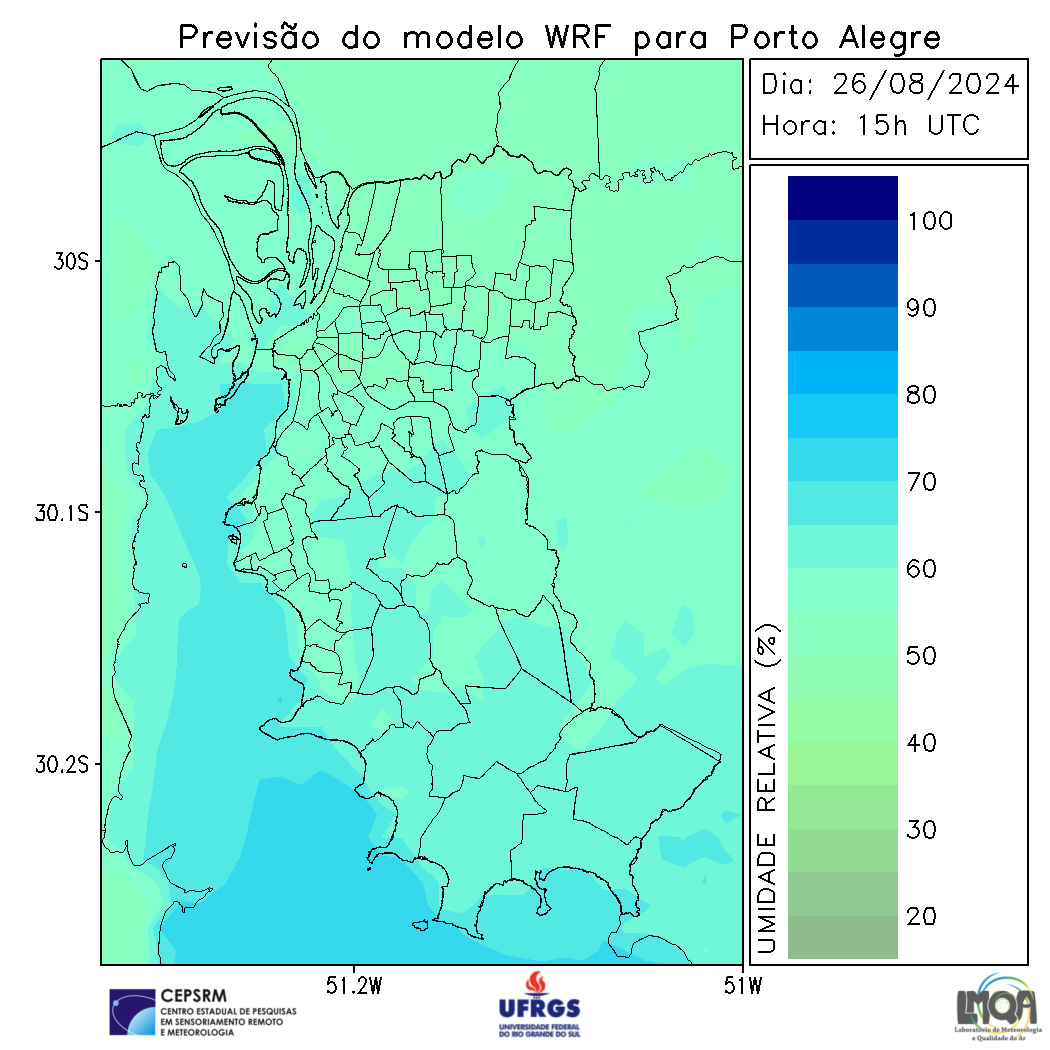 Previsão do modelo WRF para Porto Alegre
Dia: 26/08/2024
Hora: 15h UTC
30S
30.1S
30.2S
51.2W
51W
100
90
80
70
60
50
40
30
20
UMIDADE RELATIVA (%)
CEPSRM
CENTRO ESTADUAL DE PESQUISAS
EM SENSORIAMENTO REMOTO
E METEOROLOGIA
UFRGS
UNIVERSIDADE FEDERAL
DO RIO GRANDE DO SUL
LMQA
Laboratório de Meteorologia
e Qualidade do Ar